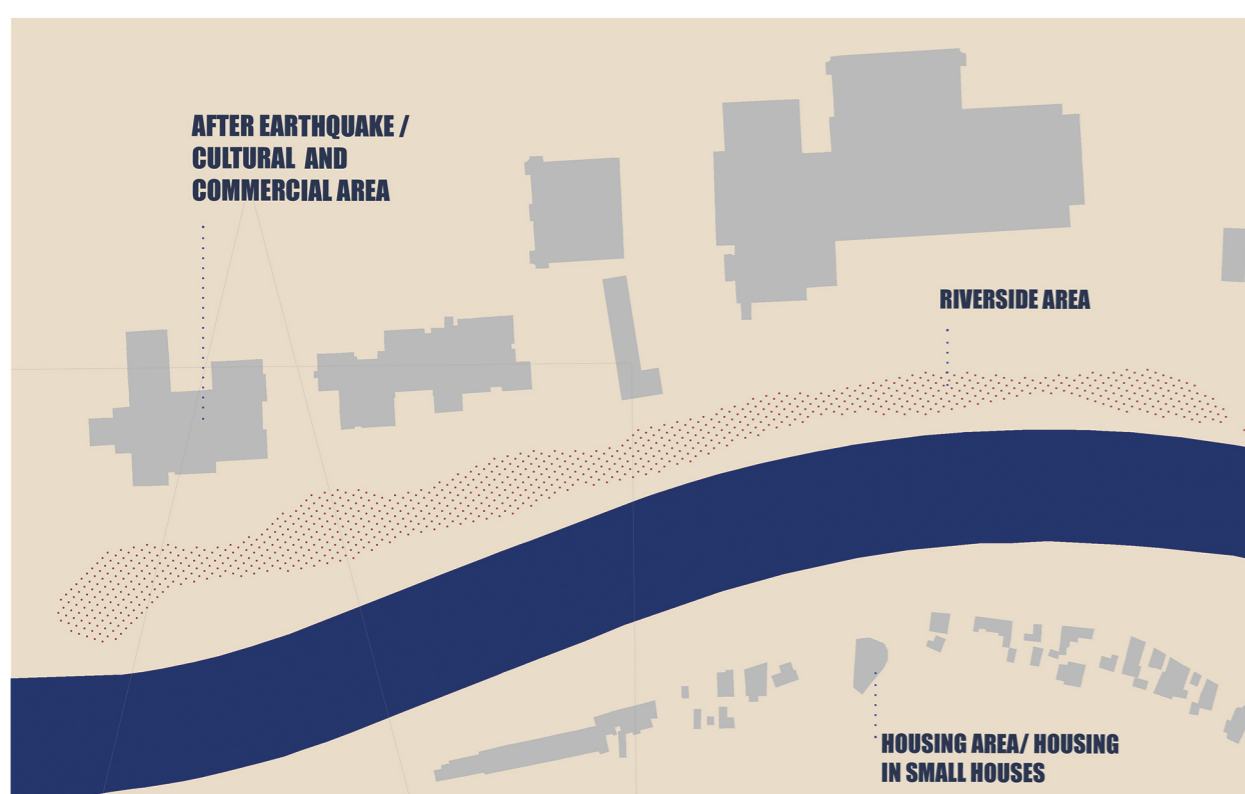 AFTER EARTHQUAKE /
CULTURAL AND
COMMERCIAL AREA
RIVERSIDE AREA
HOUSING AREA/ HOUSING
IN SMALL HOUSES